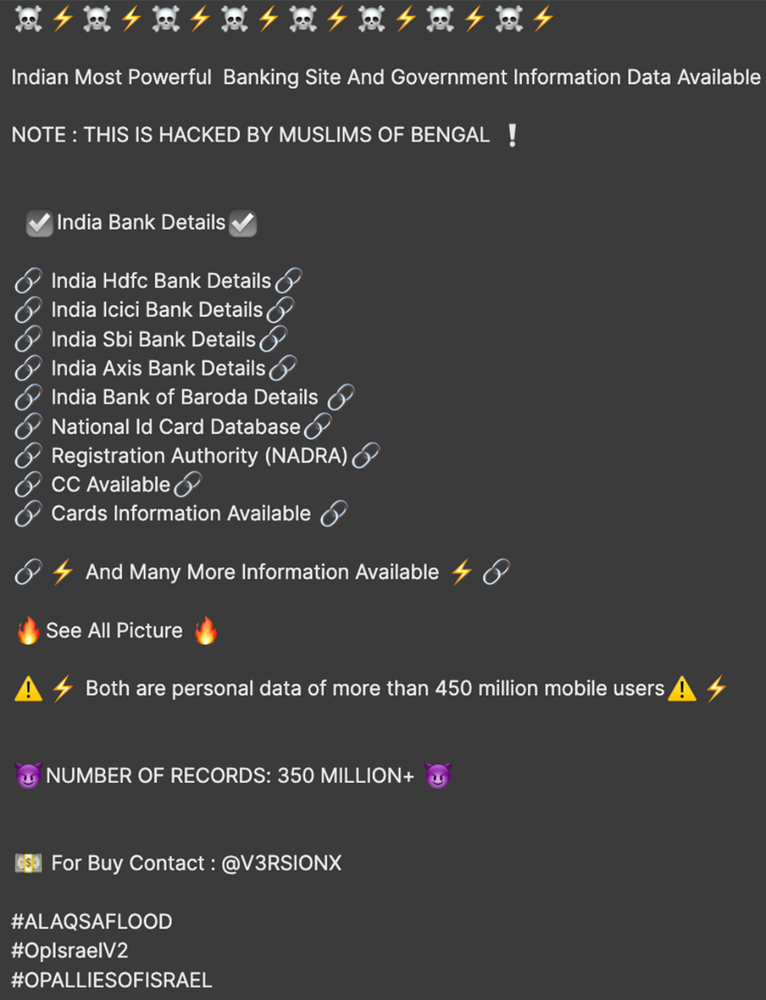 ☠️⚡☠️⚡☠️⚡☠️⚡☠️⚡☠️⚡☠️⚡☠️⚡
Indian Most Powerful  Banking Site And Government Information Data Available
NOTE : THIS IS HACKED BY MUSLIMS OF BENGAL ❕
☑️India Bank Details☑️
🔗 India Hdfc Bank Details🔗
🔗 India Icici Bank Details🔗
🔗 India Sbi Bank Details🔗
🔗 India Axis Bank Details🔗
🔗 India Bank of Baroda Details 🔗
🔗 National Id Card Database🔗
🔗 Registration Authority (NADRA)🔗
🔗 CC Available🔗
🔗 Cards Information Available 🔗
🔗 ⚡ And Many More Information Available ⚡ 🔗
🔥See All Picture 🔥
⚠️⚡ Both are personal data of more than 450 million mobile users⚠️⚡
😈NUMBER OF RECORDS: 350 MILLION+ 😈
💵 For Buy Contact : @V3RSIONX
#ALAQSAFLOOD
#OpIsraelV2
#OPALLIESOFISRAEL